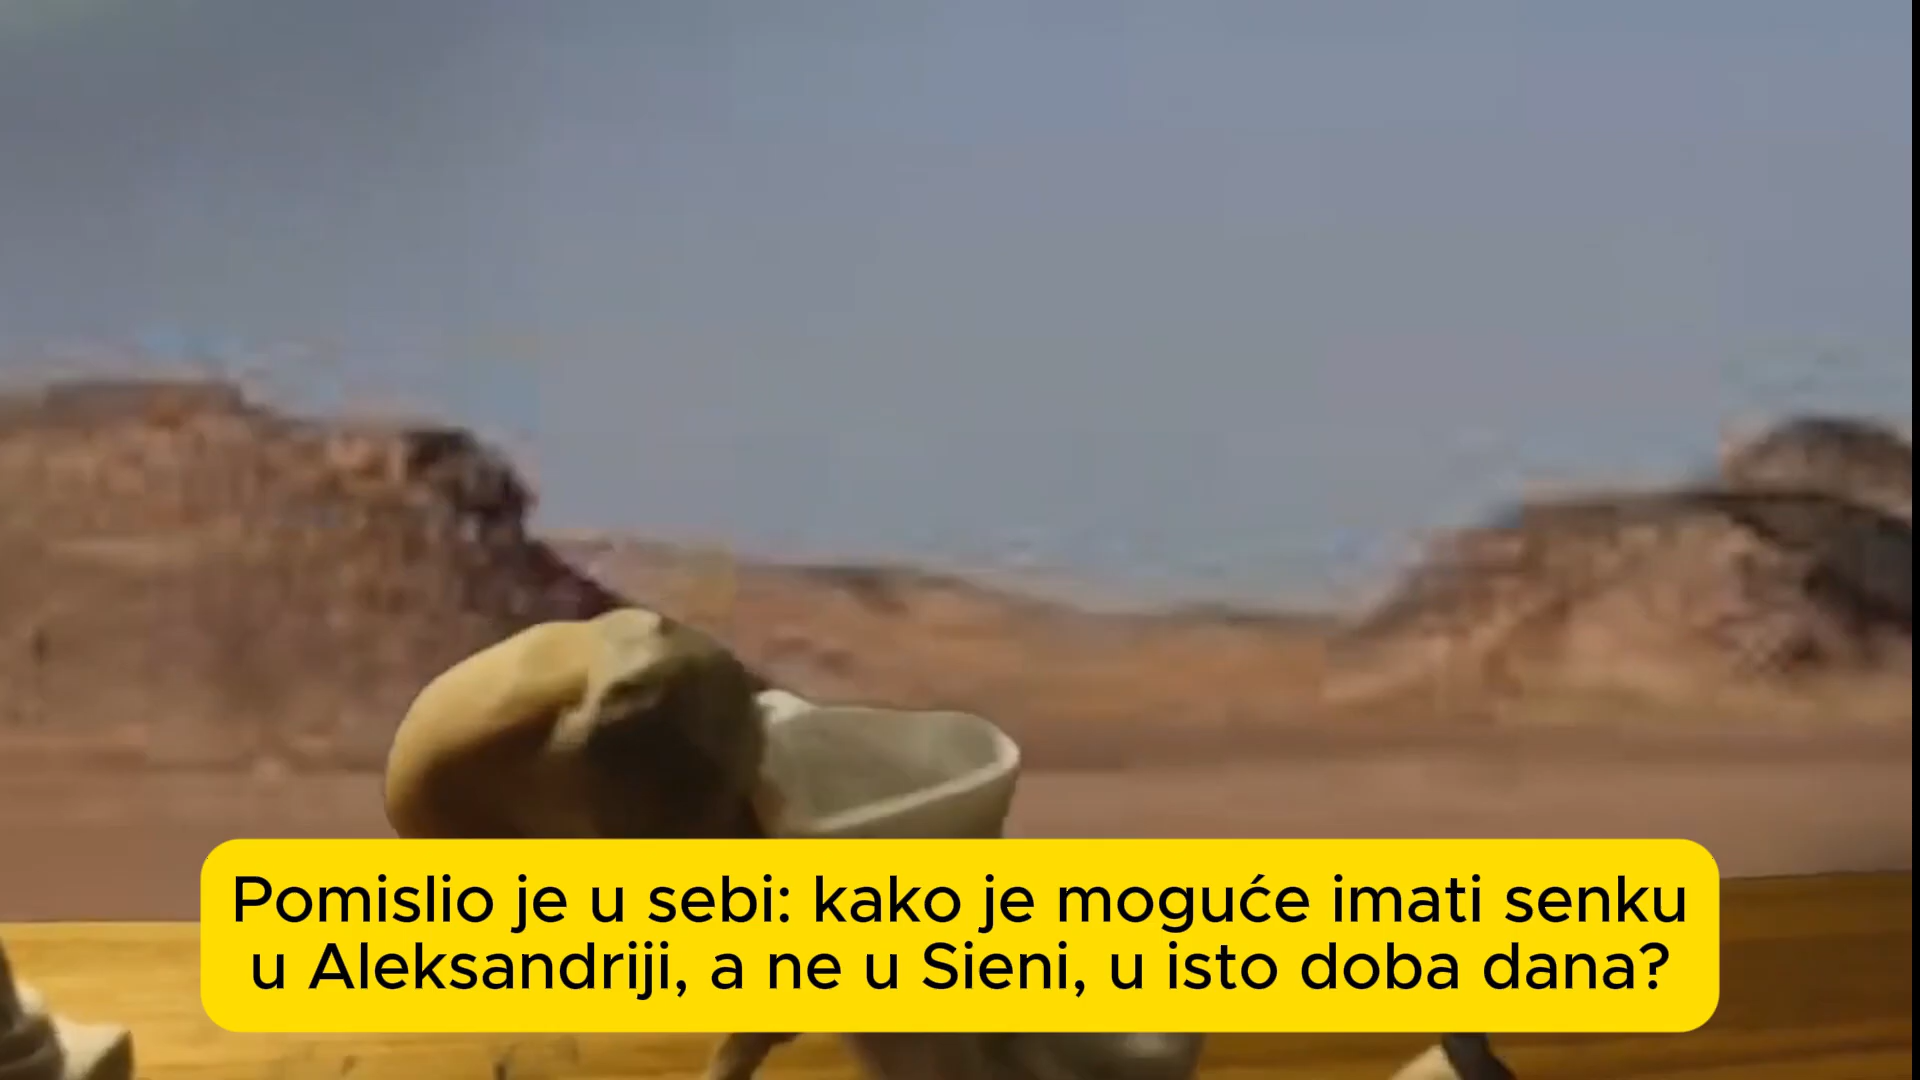 Pomislio je u sebi: kako je moguće imati senku
u Aleksandriji, a ne u Sieni, u isto doba dana?